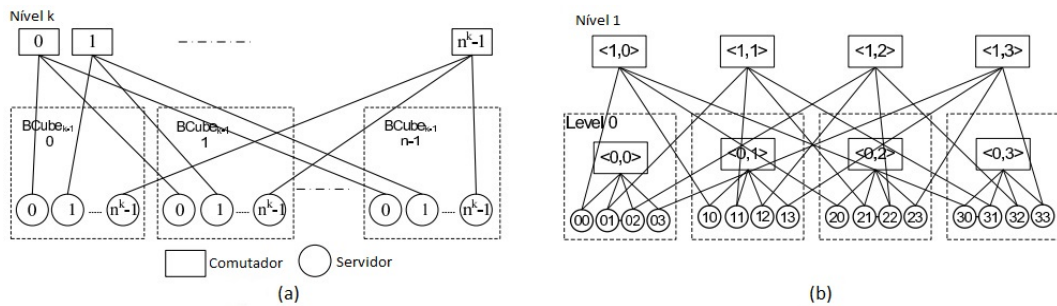 Nível k
0 1 n^k-1
BCube_k-1 0
BCube_k-1 1
BCube_k-1 n-1
0 1 ..... n^k-1
0 1 ..... n^k-1
0 1 ..... n^k-1
Comutador
Servidor
(a)
Nível 1
<1,0> <1,1> <1,2> <1,3>
Level 0
<0,0> <0,1> <0,2> <0,3>
00 01 02 03 10 11 12 13 20 21 22 23 30 31 32 33
(b)